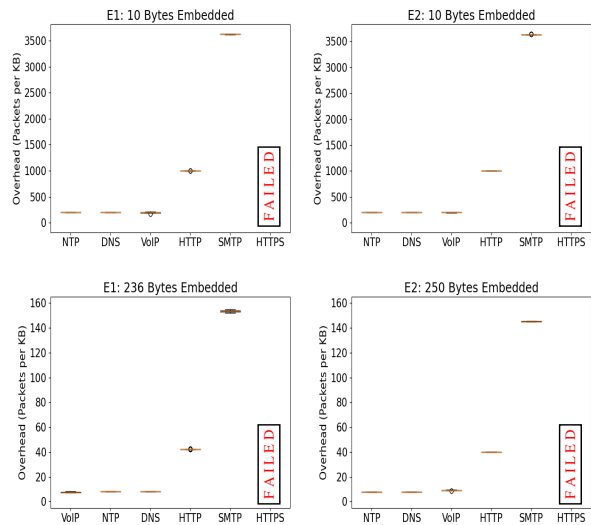 E1: 10 Bytes Embedded
Overhead (Packets per KB)
3500
3000
2500
2000
1500
1000
500
0
FAILED
NTP DNS VoIP HTTP SMTP HTTPS
E2: 10 Bytes Embedded
Overhead (Packets per KB)
3500
3000
2500
2000
1500
1000
500
0
FAILED
NTP DNS VoIP HTTP SMTP HTTPS
E1: 236 Bytes Embedded
Overhead (Packets per KB)
160
140
120
100
80
60
40
20
0
FAILED
VoIP NTP DNS HTTP SMTP HTTPS
E2: 250 Bytes Embedded
Overhead (Packets per KB)
160
140
120
100
80
60
40
20
0
FAILED
NTP DNS VoIP HTTP SMTP HTTPS